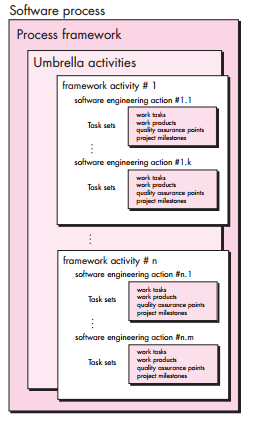 Software process
Process framework
Umbrella activities
framework activity # 1
software engineering action #1.1
Task sets
work tasks
work products
quality assurance points
project milestones
software engineering action #1.k
Task sets
work tasks
work products
quality assurance points
project milestones
framework activity # n
software engineering action #n.1
Task sets
work tasks
work products
quality assurance points
project milestones
software engineering action #n.m
Task sets
work tasks
work products
quality assurance points
project milestones